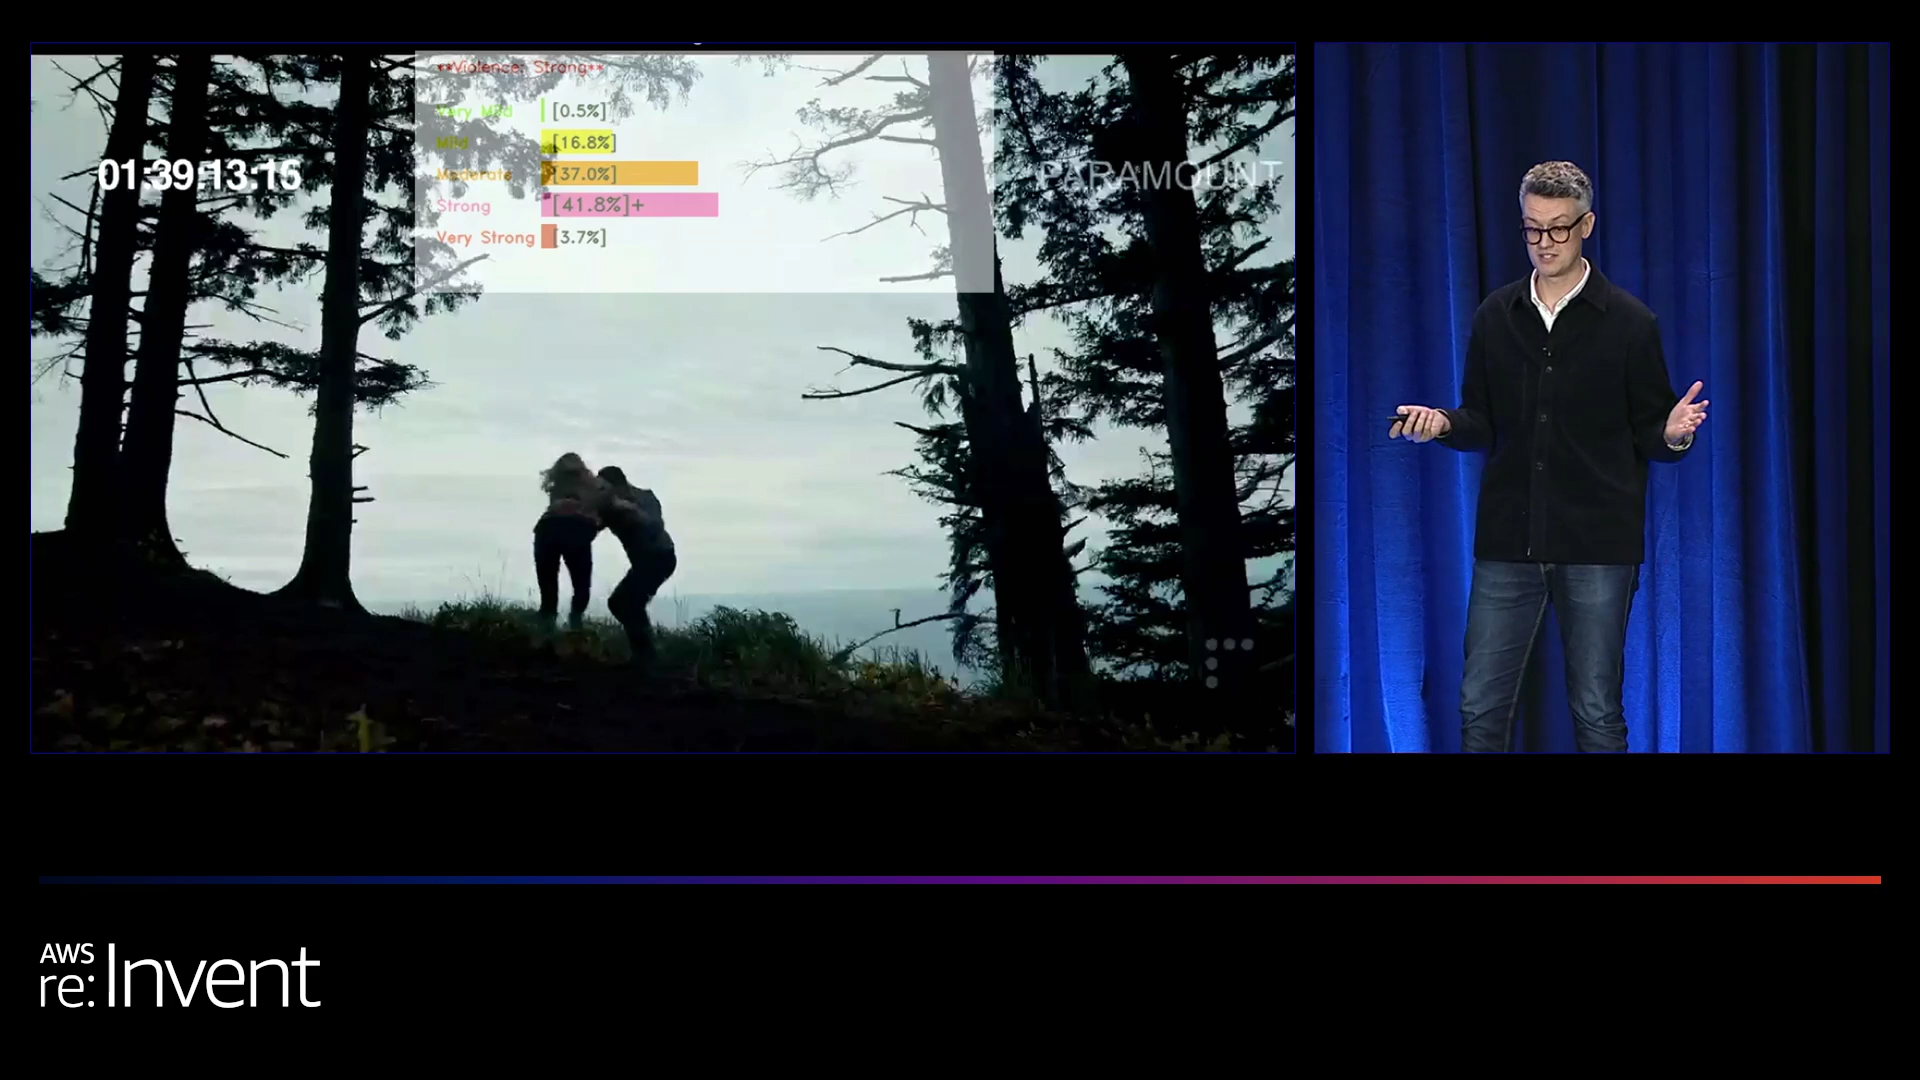 **Violence: Strong**
Very Mild [0.5%]
Mild [16.8%]
Moderate [37.0%]
Strong [41.8%]+
Very Strong [3.7%]
01:39:13:15
PARAMOUNT
AWS
re:Invent